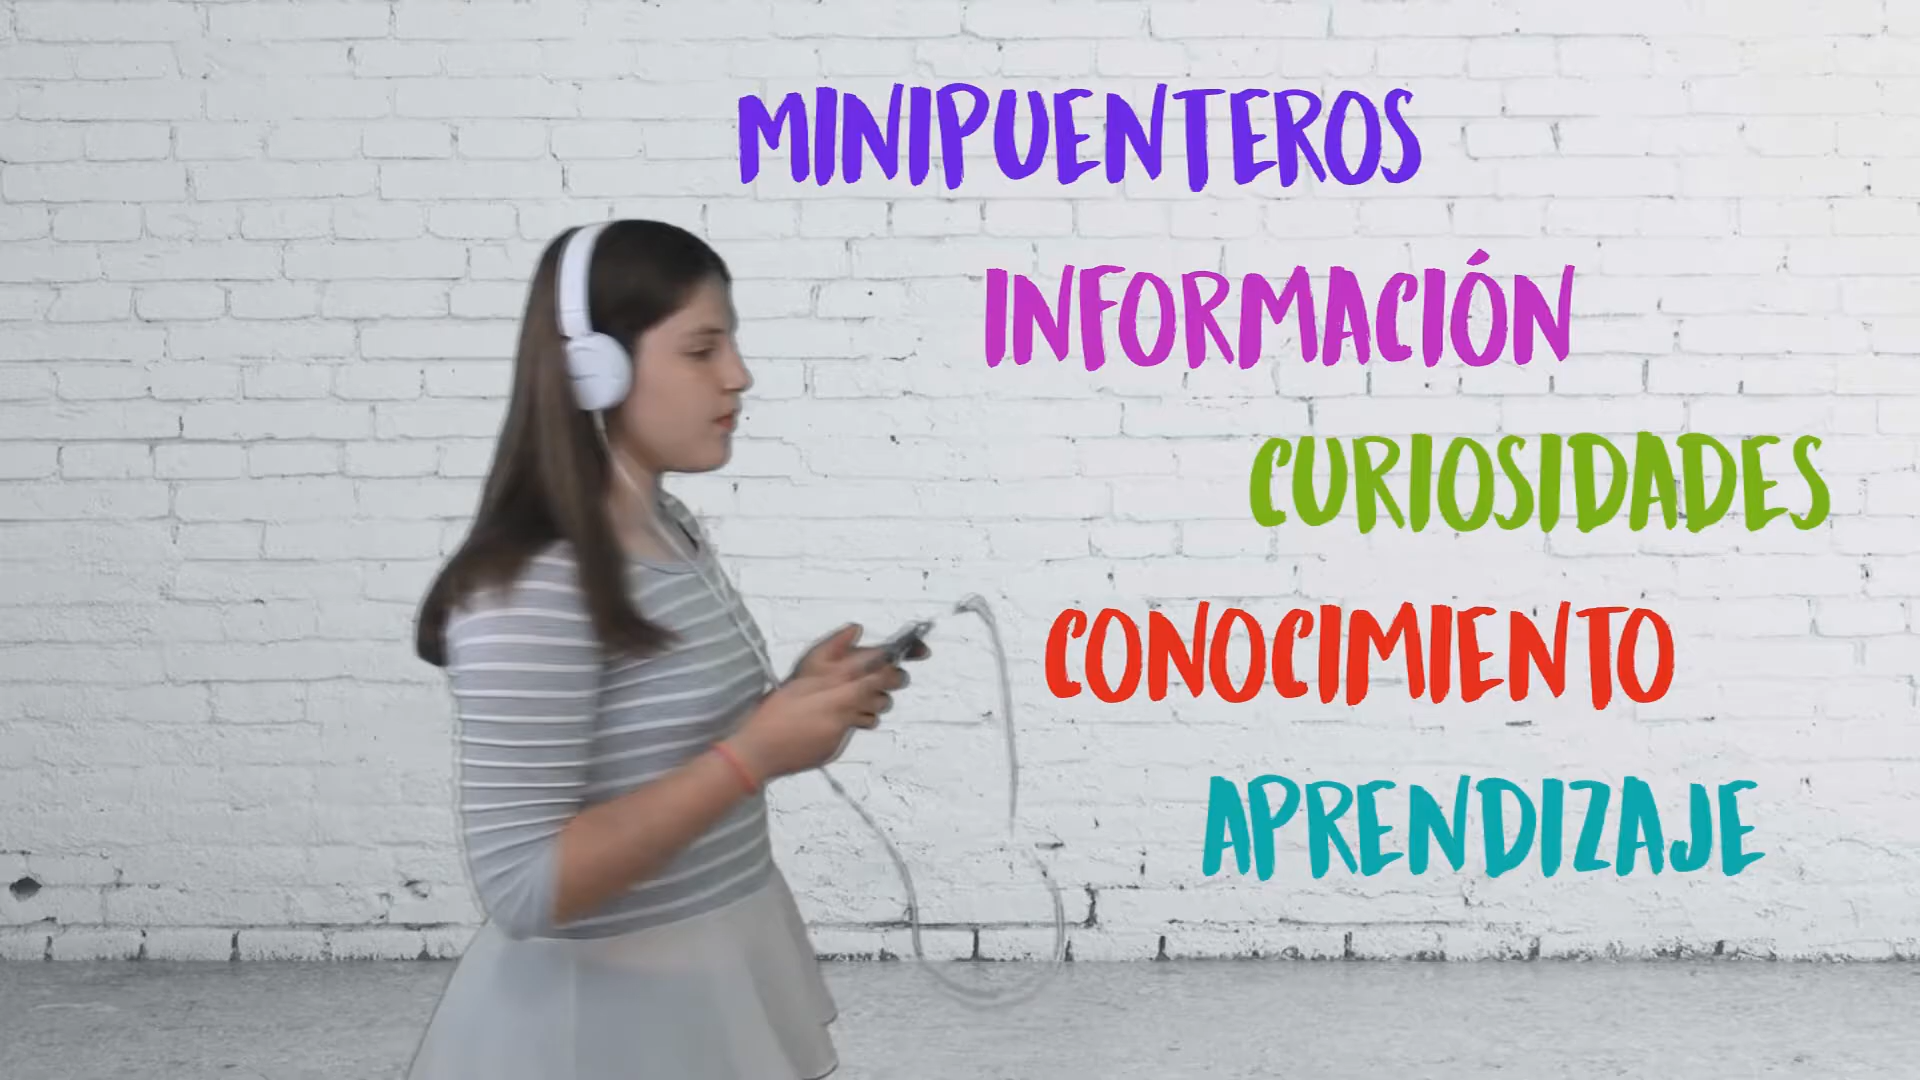 MINIPUENTEROS
INFORMACIÓN
CURIOSIDADES
CONOCIMIENTO
APRENDIZAJE